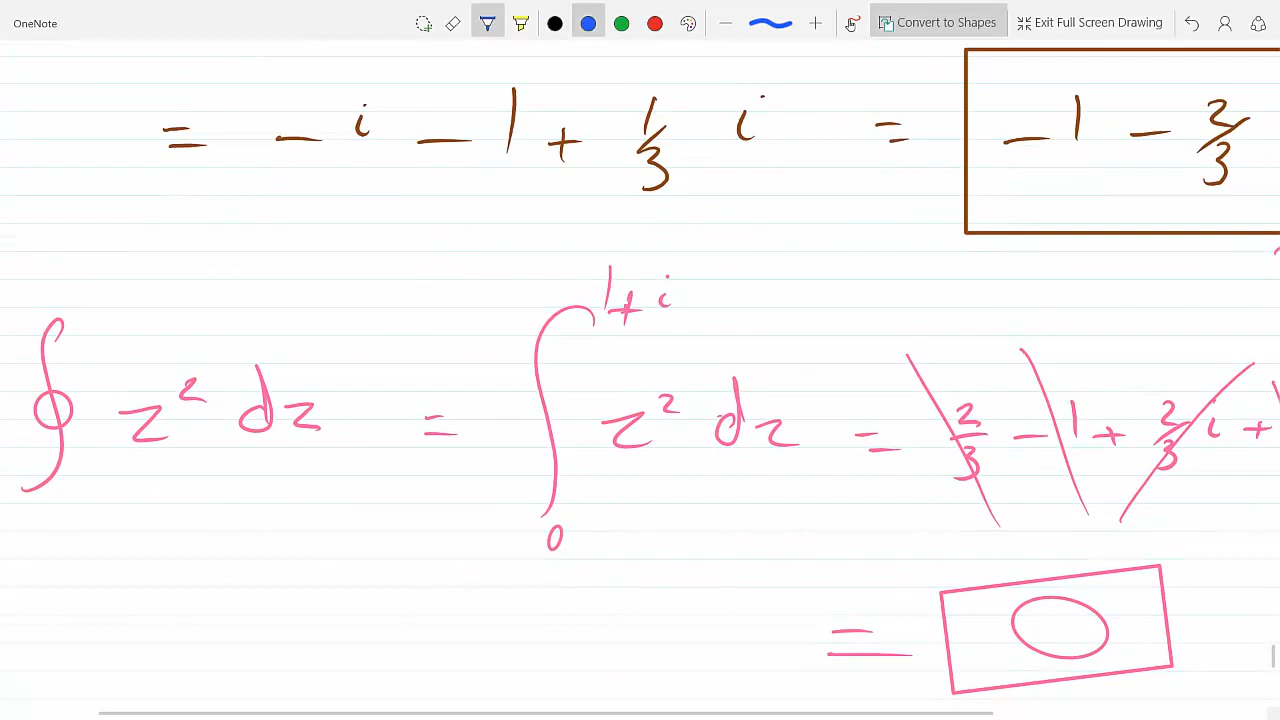 OneNote
Convert to Shapes
Exit Full Screen Drawing
= - i - 1 + 1/3 i = - 1 - 2/3
∮ z² dz = ∫₀^{1+i} z² dz = 2/3 - 1 + 2/3 i +
= 0